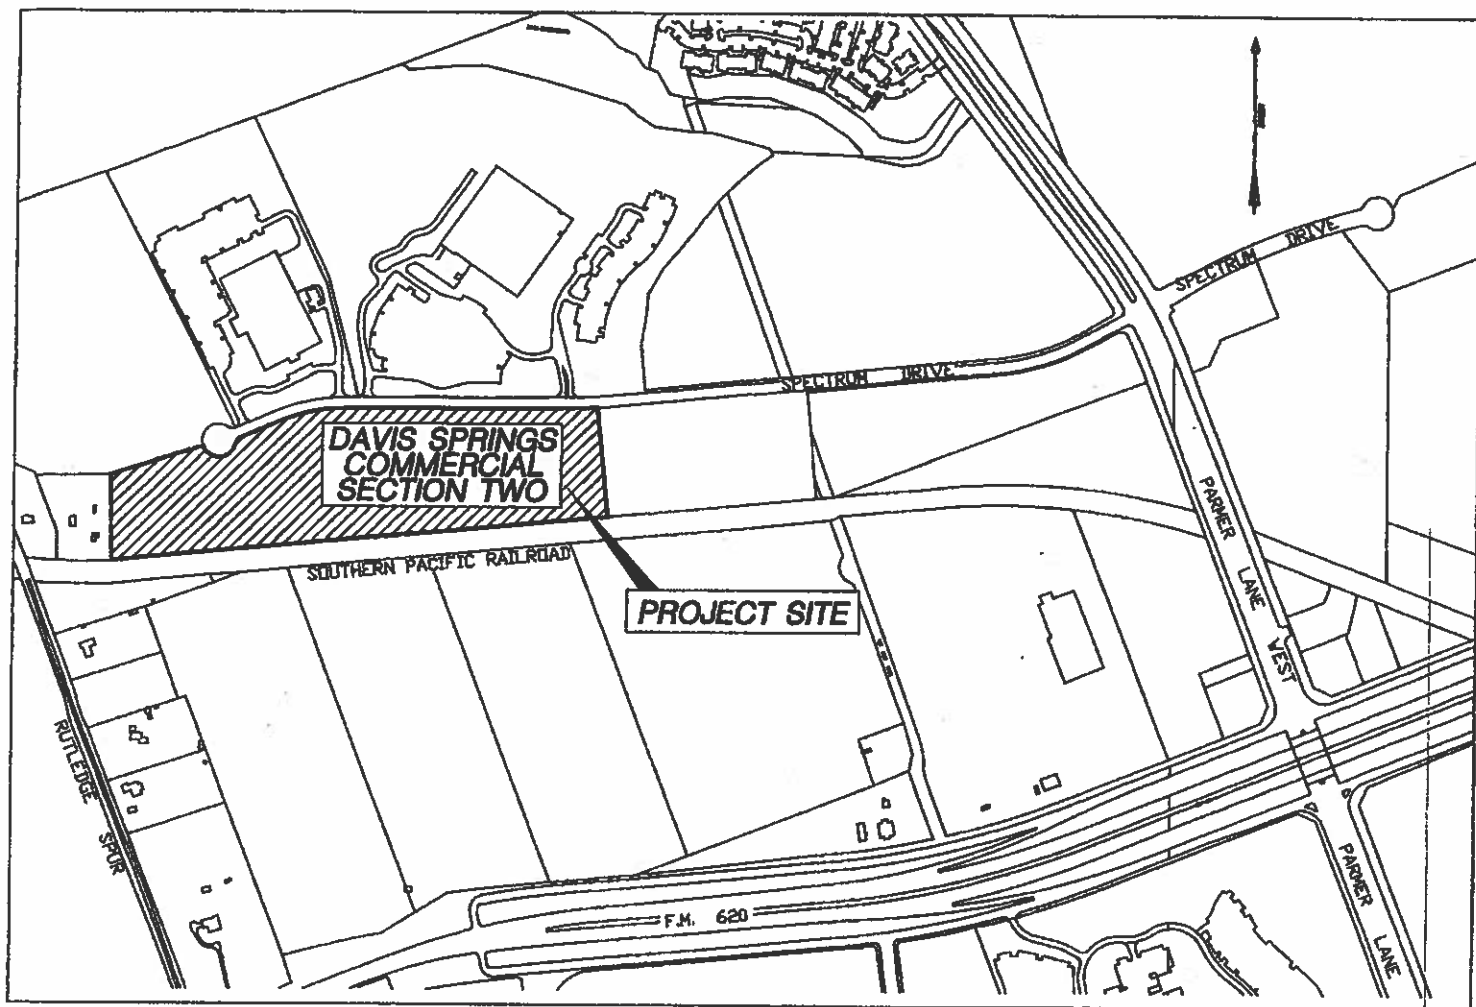 SPECTRUM DRIVE
SPECTRUM DRIVE
DAVIS SPRINGS
COMMERCIAL
SECTION TWO
SOUTHERN PACIFIC RAILROAD
PROJECT SITE
PARMER LANE WEST
RUTLEDGE SPUR
F.M. 620
PARMER LANE